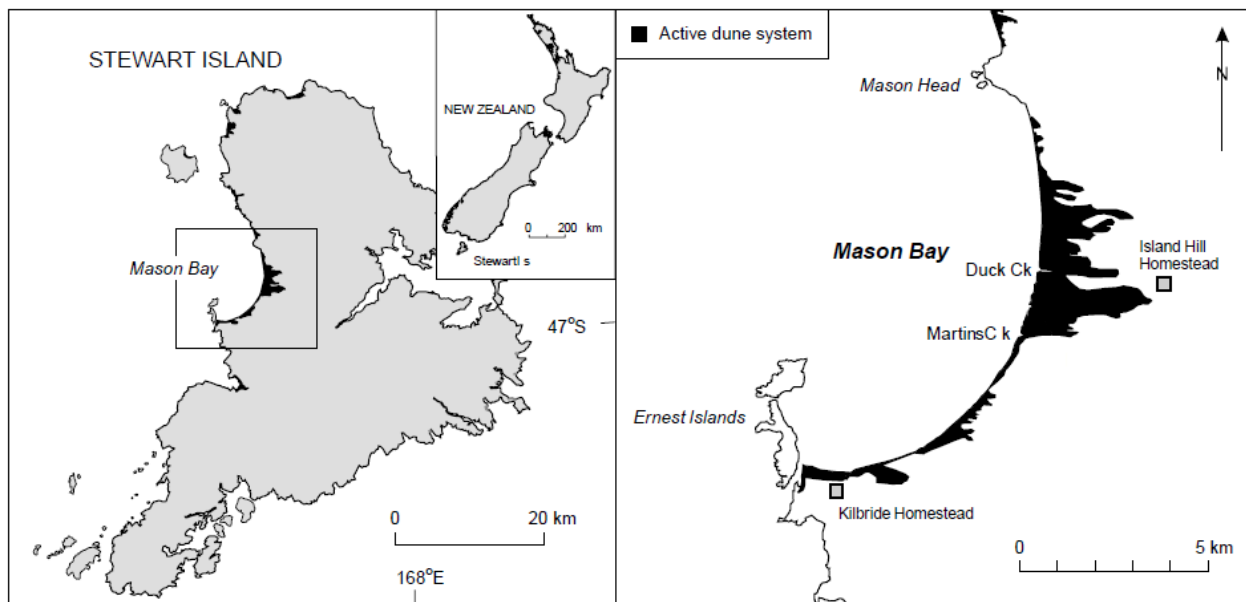 STEWART ISLAND
NEW ZEALAND
0 200 km
StewartI s
Mason Bay
47°S
0 20 km
168°E
Active dune system
N
Mason Head
Mason Bay
Duck Ck
Island Hill
Homestead
MartinsC k
Ernest Islands
Kilbride Homestead
0 5 km